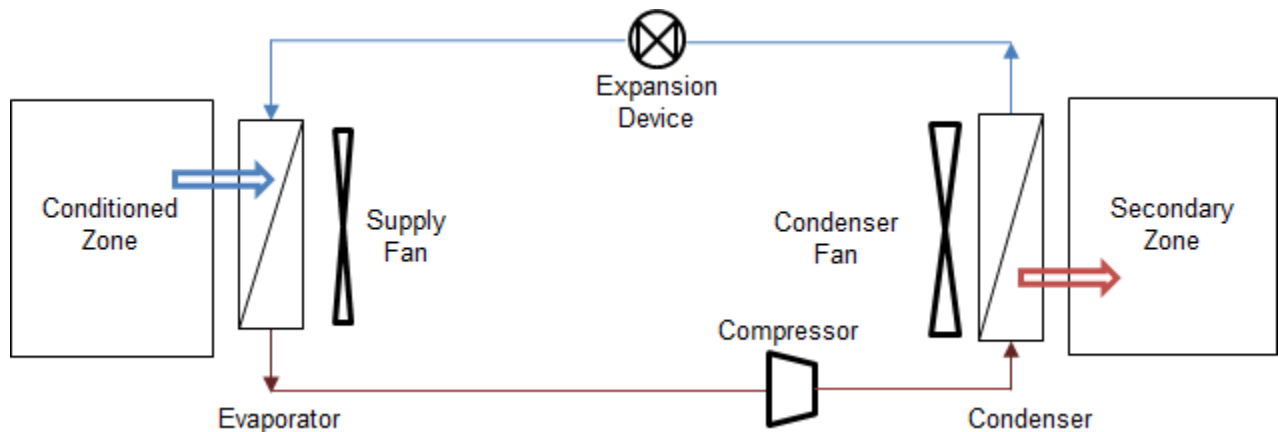 Expansion
Device
Conditioned
Zone
Supply
Fan
Condenser
Fan
Secondary
Zone
Compressor
Evaporator
Condenser